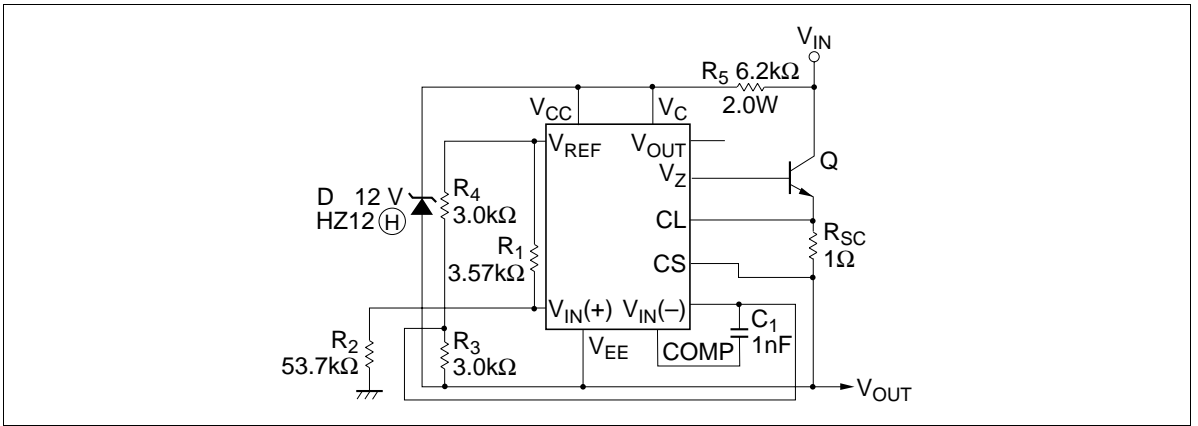 V_IN
R_5 6.2kΩ
2.0W
V_CC
V_C
V_REF
V_OUT
V_Z
Q
D 12 V
HZ12 Ⓗ
R_4
3.0kΩ
CL
R_SC
1Ω
R_1
3.57kΩ
CS
V_IN(+)
V_IN(–)
C_1
1nF
R_2
53.7kΩ
R_3
3.0kΩ
V_EE
COMP
V_OUT